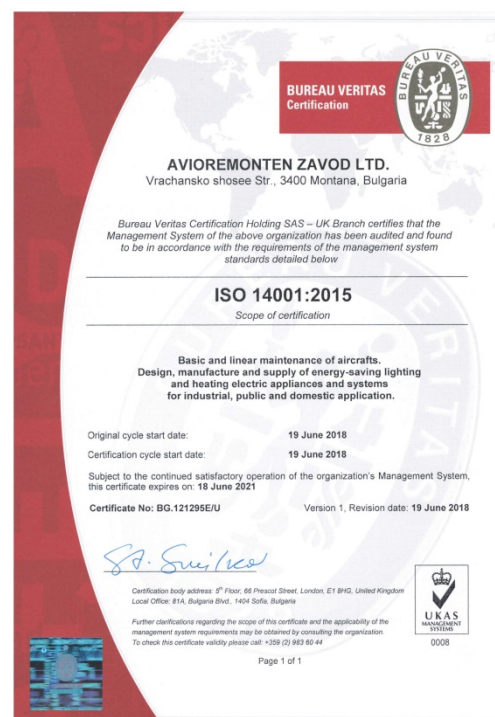 BUREAU VERITAS
Certification
BUREAU VERITAS
1828
AVIOREMONTEN ZAVOD LTD.
Vrachansko shosee Str., 3400 Montana, Bulgaria
Bureau Veritas Certification Holding SAS – UK Branch certifies that the
Management System of the above organization has been audited and found
to be in accordance with the requirements of the management system
standards detailed below
ISO 14001:2015
Scope of certification
Basic and linear maintenance of aircrafts.
Design, manufacture and supply of energy-saving lighting
and heating electric appliances and systems
for industrial, public and domestic application.
Original cycle start date: 19 June 2018
Certification cycle start date: 19 June 2018
Subject to the continued satisfactory operation of the organization's Management System,
this certificate expires on: 18 June 2021
Certificate No: BG.121295E/U Version 1, Revision date: 19 June 2018
Certification body address: 5th Floor, 66 Prescot Street, London, E1 8HG, United Kingdom
Local Office: 81A, Bulgaria Blvd., 1404 Sofia, Bulgaria
Further clarifications regarding the scope of this certificate and the applicability of the
management system requirements may be obtained by consulting the organization.
To check this certificate validity please call: +359 (2) 983 60 44
Page 1 of 1
UKAS
MANAGEMENT
SYSTEMS
0008